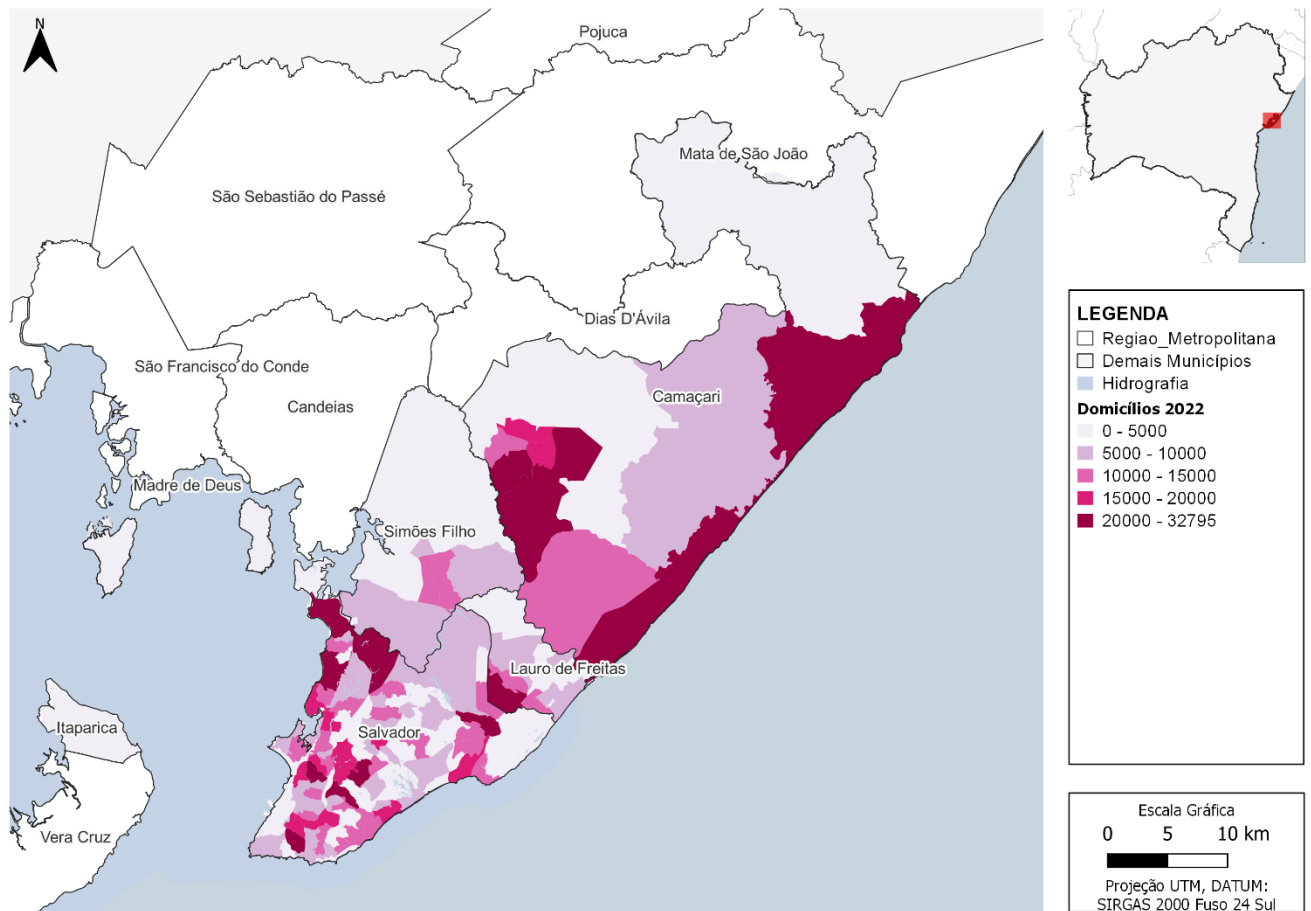 N
Pojuca
Mata de São João
São Sebastião do Passé
Dias D'Ávila
São Francisco do Conde
Candeias
Camaçari
Madre de Deus
Simões Filho
Lauro de Freitas
Itaparica
Salvador
Vera Cruz
LEGENDA
Regiao_Metropolitana
Demais Municípios
Hidrografia
Domicílios 2022
0 - 5000
5000 - 10000
10000 - 15000
15000 - 20000
20000 - 32795
Escala Gráfica
0 5 10 km
Projeção UTM, DATUM:
SIRGAS 2000 Fuso 24 Sul